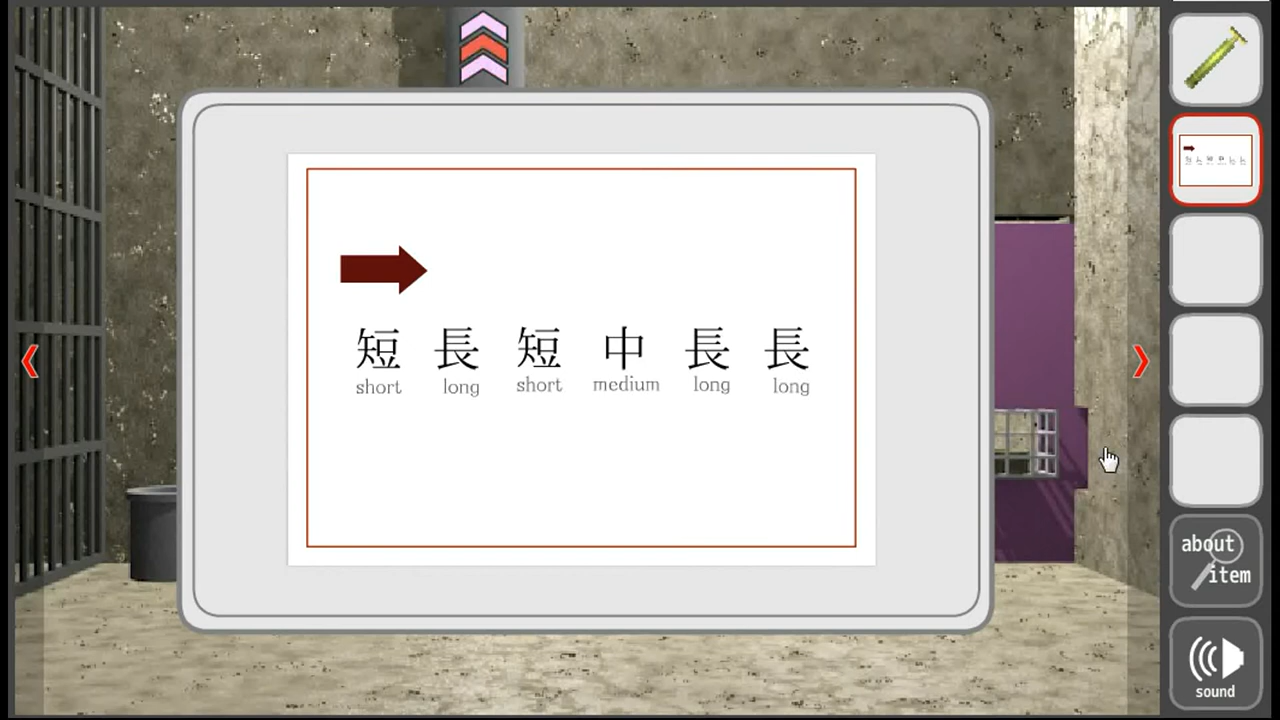 短 長 短 中 長 長
short long short medium long long
about
item
sound